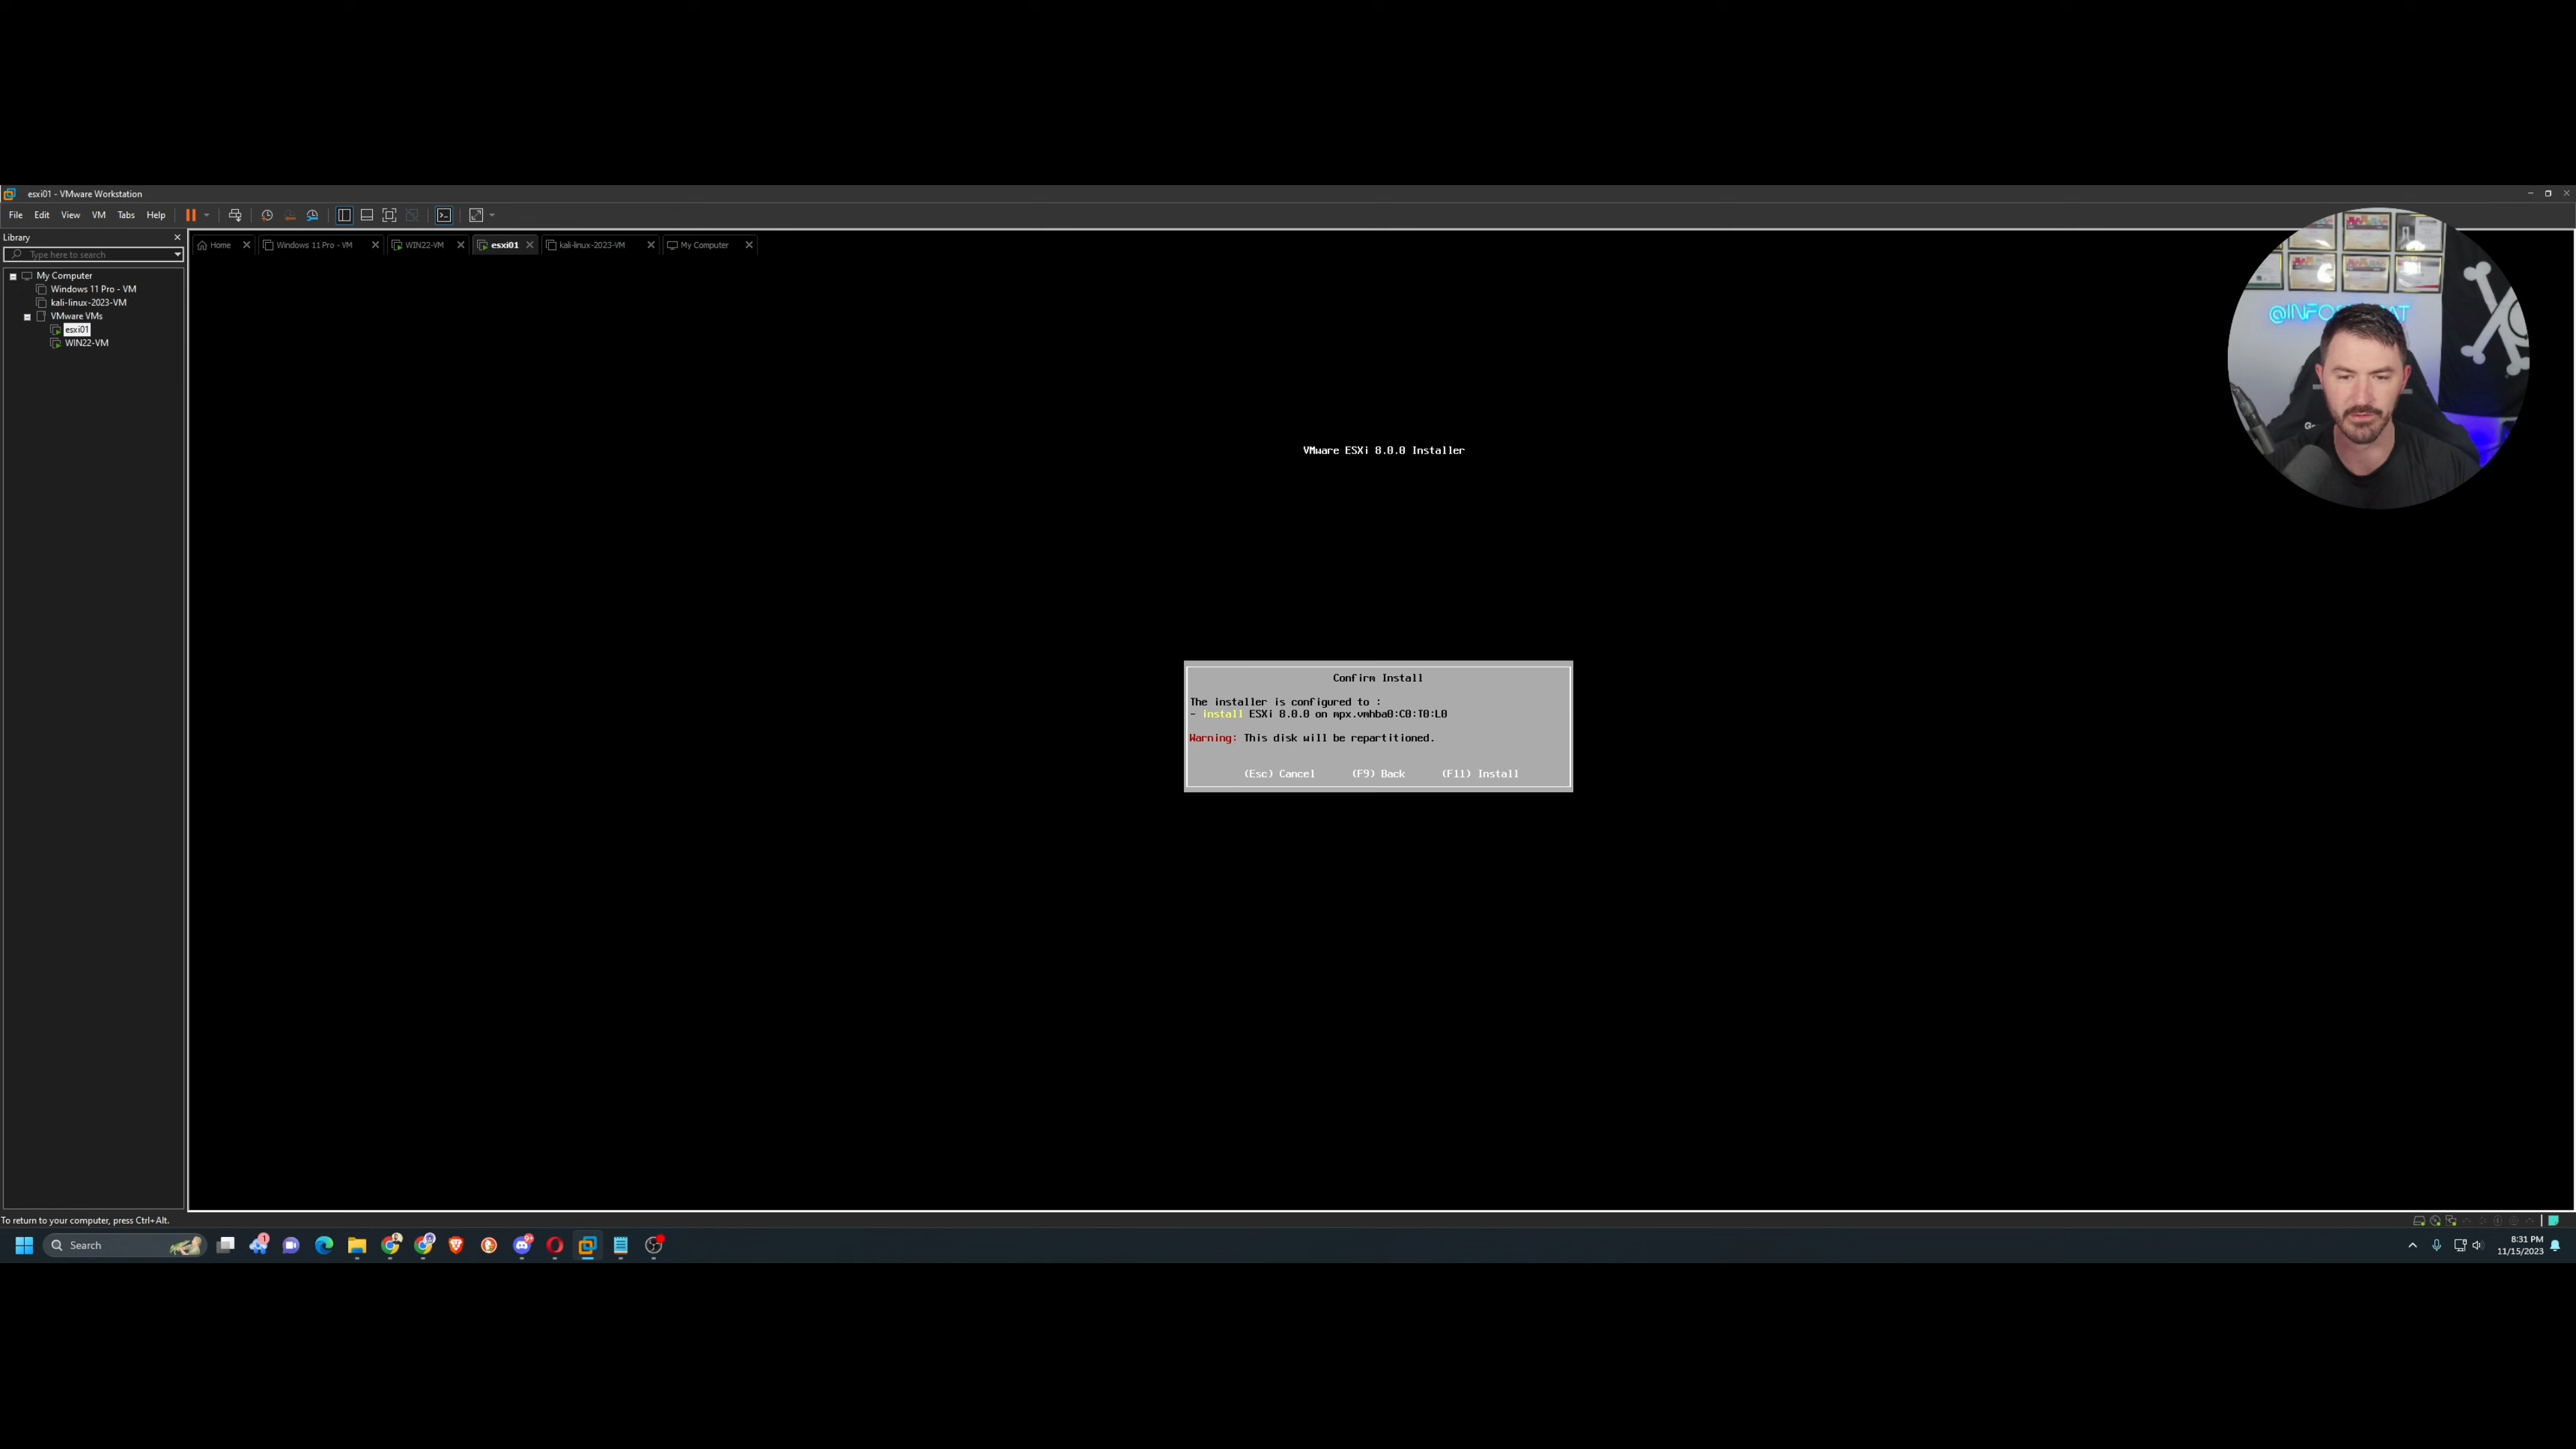 esxi01 - VMware Workstation
File Edit View VM Tabs Help
Library
Type here to search
My Computer
Windows 11 Pro - VM
kali-linux-2023-VM
VMware VMs
esxi01
WIN22-VM
Home
Windows 11 Pro - VM
WIN22-VM
esxi01
kali-linux-2023-VM
My Computer
VMware ESXi 8.0.0 Installer
Confirm Install
The installer is configured to :
- install ESXi 8.0.0 on mpx.vmhba0:C0:T0:L0
Warning: This disk will be repartitioned.
(Esc) Cancel (F9) Back (F11) Install
To return to your computer, press Ctrl+Alt.
Search
8:31 PM
11/15/2023